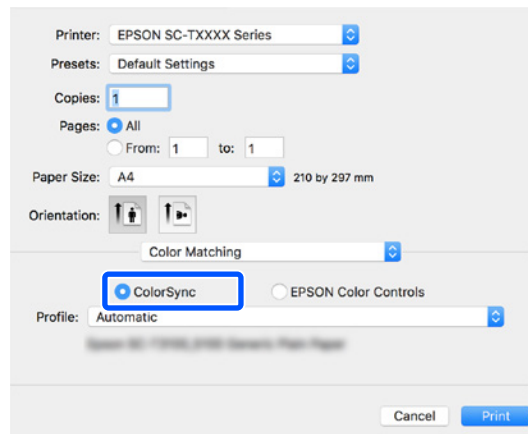 Printer: EPSON SC-TXXXX Series
Presets: Default Settings
Copies: 1
Pages: All
From: 1 to: 1
Paper Size: A4 210 by 297 mm
Orientation:
Color Matching
ColorSync EPSON Color Controls
Profile: Automatic
Cancel Print